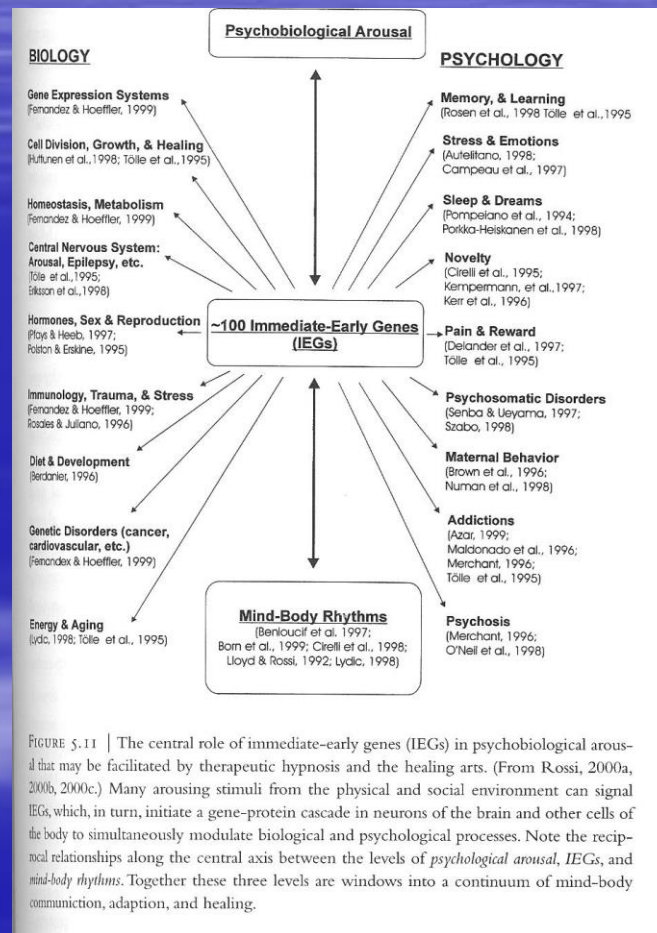 Psychobiological Arousal
BIOLOGY
Gene Expression Systems
(Fernandez & Hoeffler, 1999)
Cell Division, Growth, & Healing
(Huttunen et al., 1998; Tölle et al., 1995)
Homeostasis, Metabolism
(Fernandez & Hoeffler, 1999)
Central Nervous System:
Arousal, Epilepsy, etc.
(Tölle et al., 1995;
Eriksson et al., 1998)
Hormones, Sex & Reproduction
(Pfays & Heeb, 1997;
Polston & Erskine, 1995)
Immunology, Trauma, & Stress
(Fernandez & Hoeffler, 1999;
Rosales & Juliano, 1996)
Diet & Development
(Berdanier, 1996)
Genetic Disorders (cancer,
cardiovascular, etc.)
(Fernandex & Hoeffler, 1999)
Energy & Aging
(Lydic, 1998; Tölle et al., 1995)
~100 Immediate-Early Genes
(IEGs)
Mind-Body Rhythms
(Benloucif et al. 1997;
Born et al., 1999; Cirelli et al., 1998;
Lloyd & Rossi, 1992; Lydic, 1998)
PSYCHOLOGY
Memory, & Learning
(Rosen et al., 1998 Tölle et al., 1995
Stress & Emotions
(Autelitano, 1998;
Campeau et al., 1997)
Sleep & Dreams
(Pompeiano et al., 1994;
Porkka-Heiskanen et al., 1998)
Novelty
(Cirelli et al., 1995;
Kempermann, et al., 1997;
Kerr et al., 1996)
Pain & Reward
(Delander et al., 1997;
Tölle et al., 1995)
Psychosomatic Disorders
(Senba & Ueyama, 1997;
Szabo, 1998)
Maternal Behavior
(Brown et al., 1996;
Numan et al., 1998)
Addictions
(Azar, 1999;
Maldonado et al., 1996;
Merchant, 1996;
Tölle et al., 1995)
Psychosis
(Merchant, 1996;
O'Neil et al., 1998)
FIGURE 5.11 | The central role of immediate-early genes (IEGs) in psychobiological arous-
al that may be facilitated by therapeutic hypnosis and the healing arts. (From Rossi, 2000a,
2000b, 2000c.) Many arousing stimuli from the physical and social environment can signal
IEGs, which, in turn, initiate a gene-protein cascade in neurons of the brain and other cells of
the body to simultaneously modulate biological and psychological processes. Note the recip-
rocal relationships along the central axis between the levels of psychological arousal, IEGs, and
mind-body rhythms. Together these three levels are windows into a continuum of mind-body
communiction, adaption, and healing.